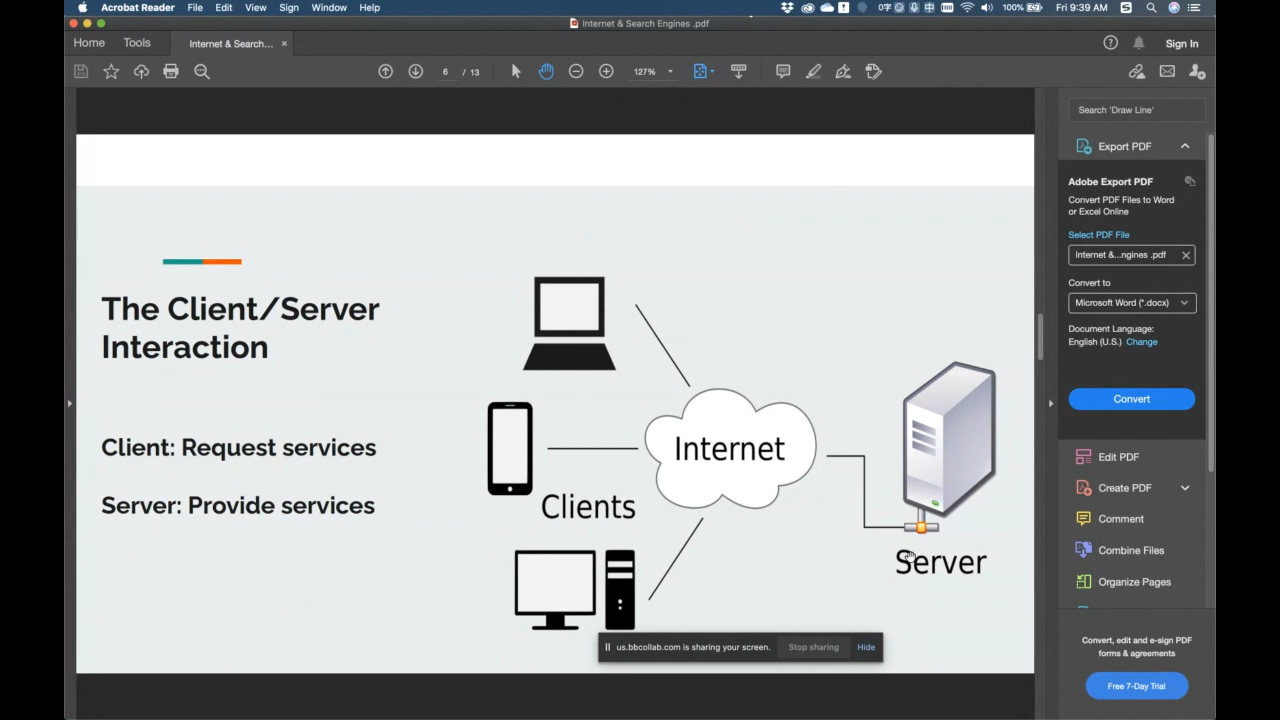 Acrobat Reader File Edit View Sign Window Help
0字 中 100% Fri 9:39 AM S
Internet & Search Engines .pdf
Home Tools Internet & Search... ×
? Sign In
6 / 13 127%
Search 'Draw Line'
Export PDF
Adobe Export PDF
Convert PDF Files to Word
or Excel Online
Select PDF File
Internet &...ngines .pdf
Convert to
Microsoft Word (*.docx)
Document Language:
English (U.S.) Change
Convert
Edit PDF
Create PDF
Comment
Combine Files
Organize Pages
Convert, edit and e-sign PDF
forms & agreements
Free 7-Day Trial
The Client/Server
Interaction
Client: Request services
Server: Provide services
Internet
Clients
Server
us.bbcollab.com is sharing your screen. Stop sharing Hide